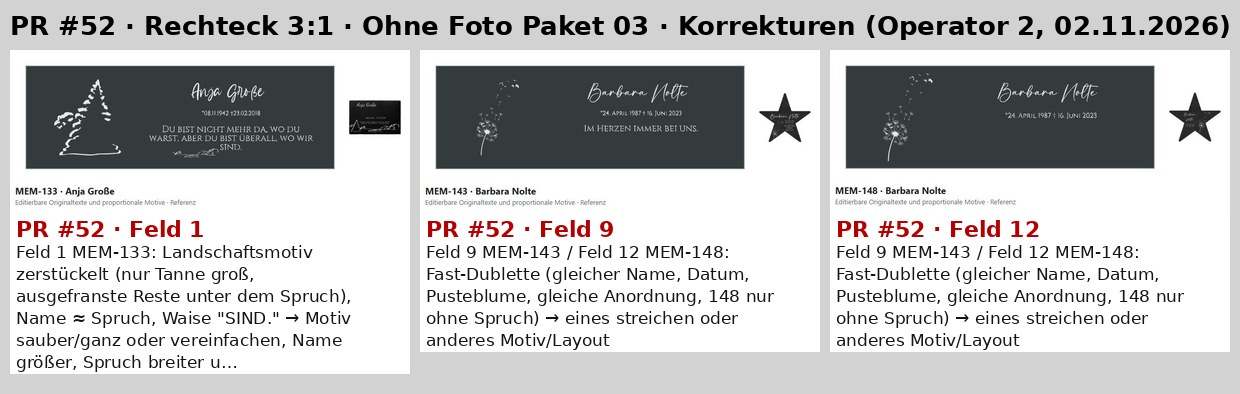 PR #52 · Rechteck 3:1 · Ohne Foto Paket 03 · Korrekturen (Operator 2, 02.11.2026)
Anja Große
*08.11.1942 †23.02.2018
Du bist nicht mehr da, wo du
warst, aber du bist überall, wo wir
sind.
MEM-133 · Anja Große
Editierbare Originaltexte und proportionale Motive · Referenz
PR #52 · Feld 1
Feld 1 MEM-133: Landschaftsmotiv
zerstückelt (nur Tanne groß,
ausgefranste Reste unter dem Spruch),
Name ≈ Spruch, Waise "SIND." → Motiv
sauber/ganz oder vereinfachen, Name
größer, Spruch breiter u…
Barbara Nolte
*24. April 1987 † 16. Juni 2023
Im Herzen immer bei uns.
MEM-143 · Barbara Nolte
Editierbare Originaltexte und proportionale Motive · Referenz
PR #52 · Feld 9
Feld 9 MEM-143 / Feld 12 MEM-148:
Fast-Dublette (gleicher Name, Datum,
Pusteblume, gleiche Anordnung, 148 nur
ohne Spruch) → eines streichen oder
anderes Motiv/Layout
Barbara Nolte
*24. April 1987 † 16. Juni 2023
MEM-148 · Barbara Nolte
Editierbare Originaltexte und proportionale Motive · Referenz
PR #52 · Feld 12
Feld 9 MEM-143 / Feld 12 MEM-148:
Fast-Dublette (gleicher Name, Datum,
Pusteblume, gleiche Anordnung, 148 nur
ohne Spruch) → eines streichen oder
anderes Motiv/Layout